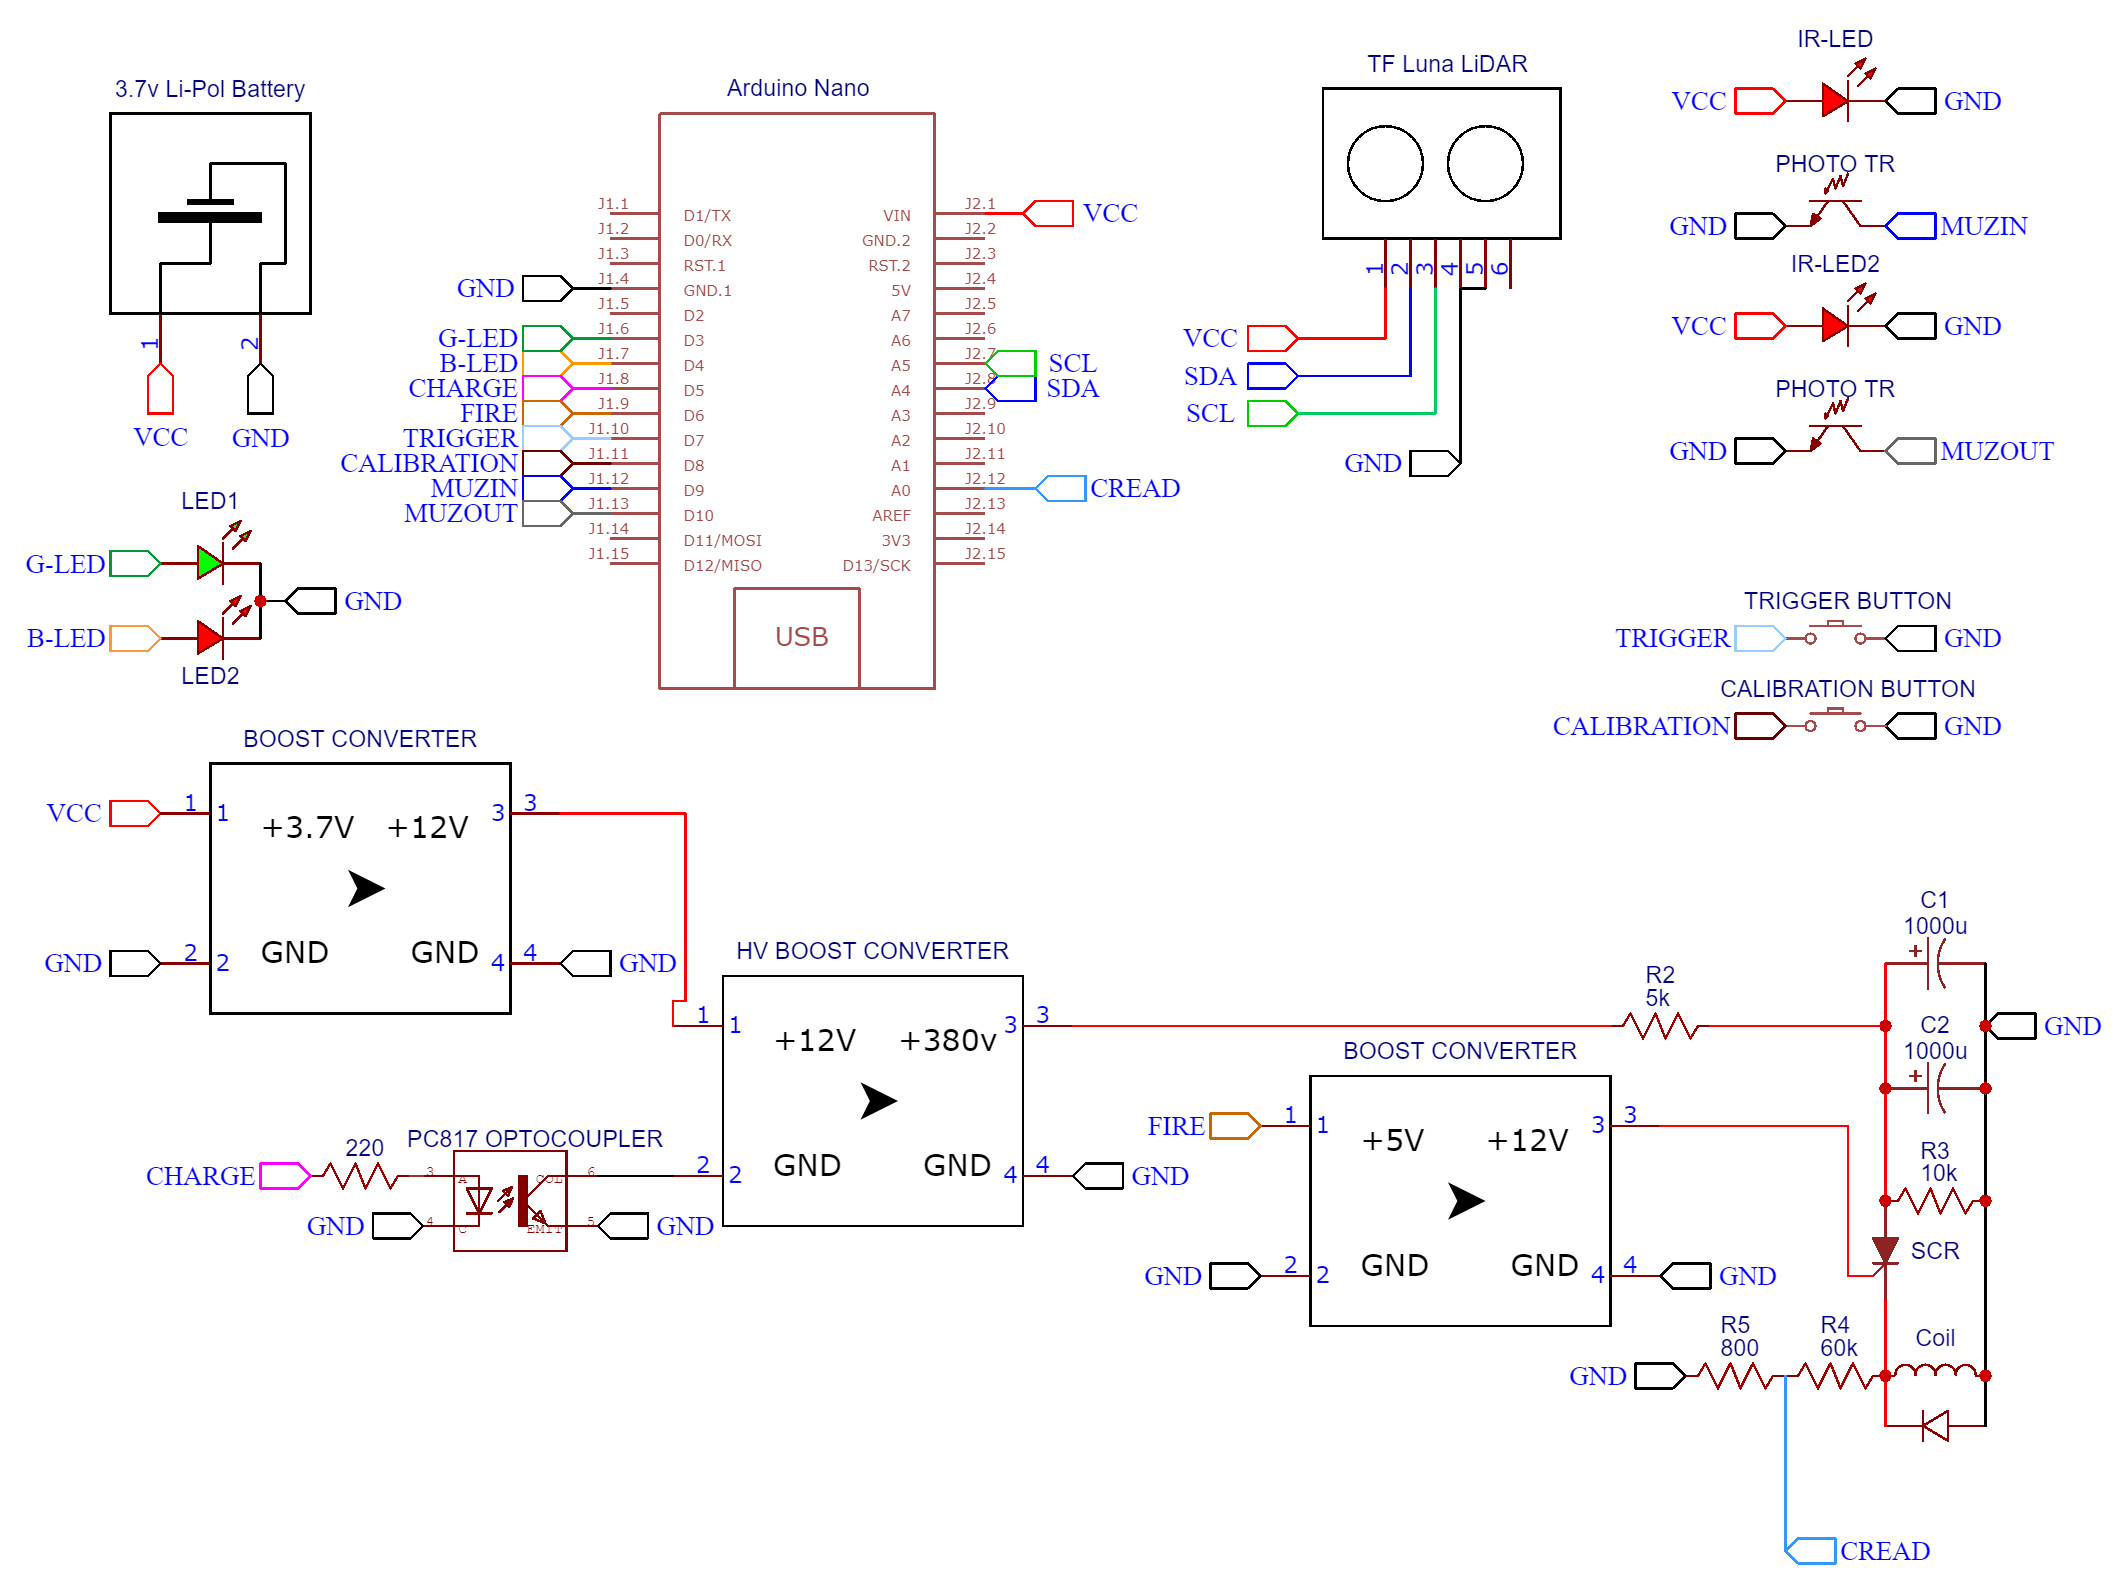 3.7v Li-Pol Battery
1
2
VCC
GND
Arduino Nano
J1.1
J1.2
J1.3
J1.4
J1.5
J1.6
J1.7
J1.8
J1.9
J1.10
J1.11
J1.12
J1.13
J1.14
J1.15
D1/TX
D0/RX
RST.1
GND.1
D2
D3
D4
D5
D6
D7
D8
D9
D10
D11/MOSI
D12/MISO
VIN
GND.2
RST.2
5V
A7
A6
A5
A4
A3
A2
A1
A0
AREF
3V3
D13/SCK
J2.1
J2.2
J2.3
J2.4
J2.5
J2.6
J2.7
J2.8
J2.9
J2.10
J2.11
J2.12
J2.13
J2.14
J2.15
USB
GND
G-LED
B-LED
CHARGE
FIRE
TRIGGER
CALIBRATION
MUZIN
MUZOUT
VCC
SCL
SDA
CREAD
TF Luna LiDAR
1
2
3
4
5
6
VCC
SDA
SCL
GND
IR-LED
VCC
GND
PHOTO TR
GND
MUZIN
IR-LED2
VCC
GND
PHOTO TR
GND
MUZOUT
LED1
G-LED
GND
B-LED
LED2
TRIGGER BUTTON
TRIGGER
GND
CALIBRATION BUTTON
CALIBRATION
GND
BOOST CONVERTER
VCC
1
1
+3.7V
+12V
3
3
GND
2
2
GND
GND
4
4
GND
HV BOOST CONVERTER
1
1
+12V
+380v
3
3
2
2
GND
GND
4
4
GND
PC817 OPTOCOUPLER
CHARGE
220
3
A
COL
6
GND
4
C
EMIT
5
GND
BOOST CONVERTER
FIRE
1
1
+5V
+12V
3
3
GND
2
2
GND
GND
4
4
GND
R2
5k
C1
1000u
+
C2
1000u
+
GND
R3
10k
SCR
R5
800
R4
60k
Coil
GND
CREAD